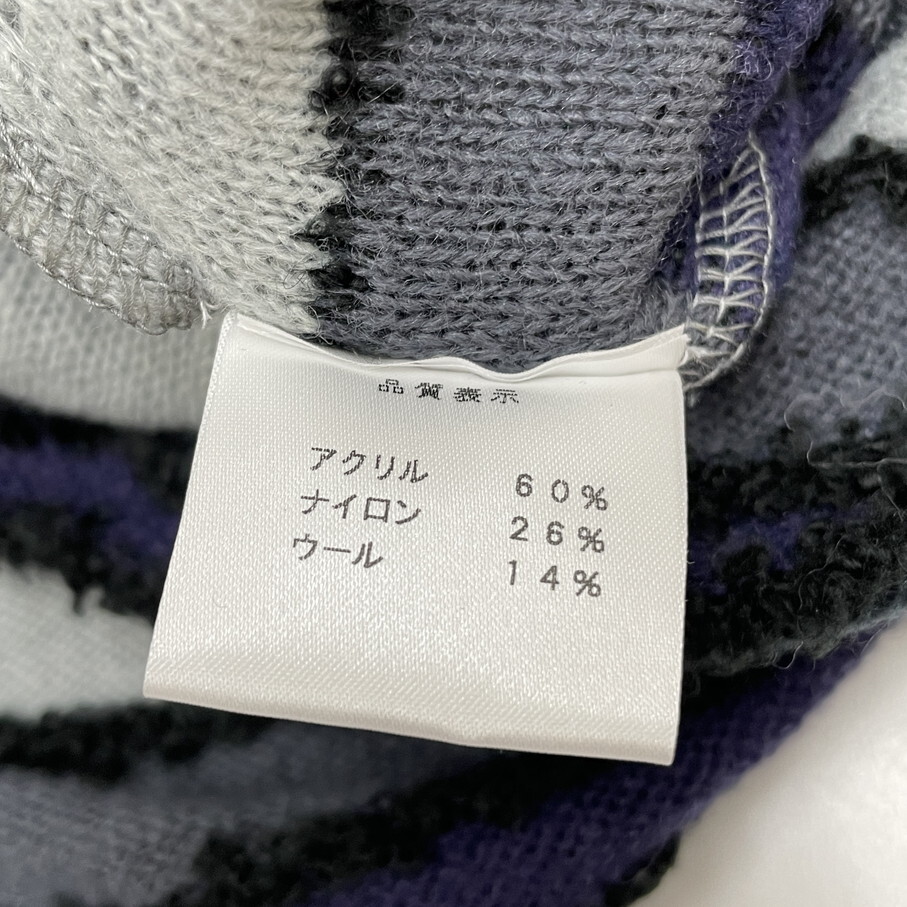 品質表示
アクリル 60%
ナイロン 26%
ウール 14%